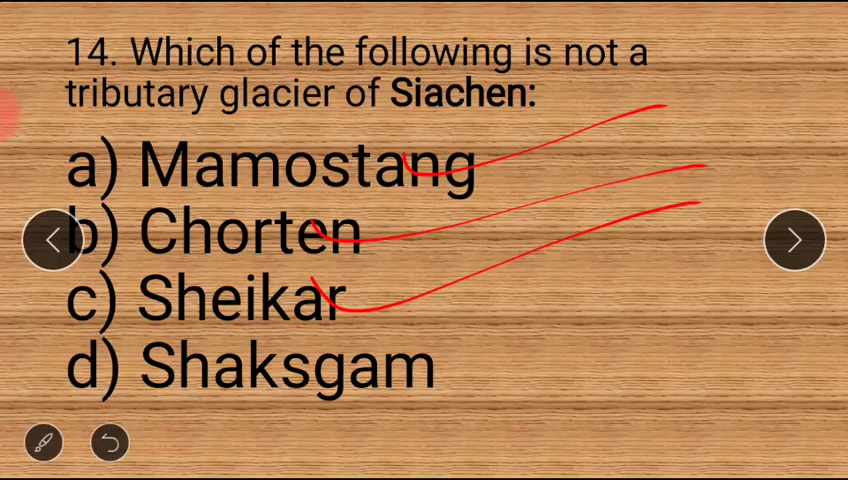 14. Which of the following is not a
tributary glacier of Siachen:
a) Mamostang
b) Chorten
c) Sheikar
d) Shaksgam